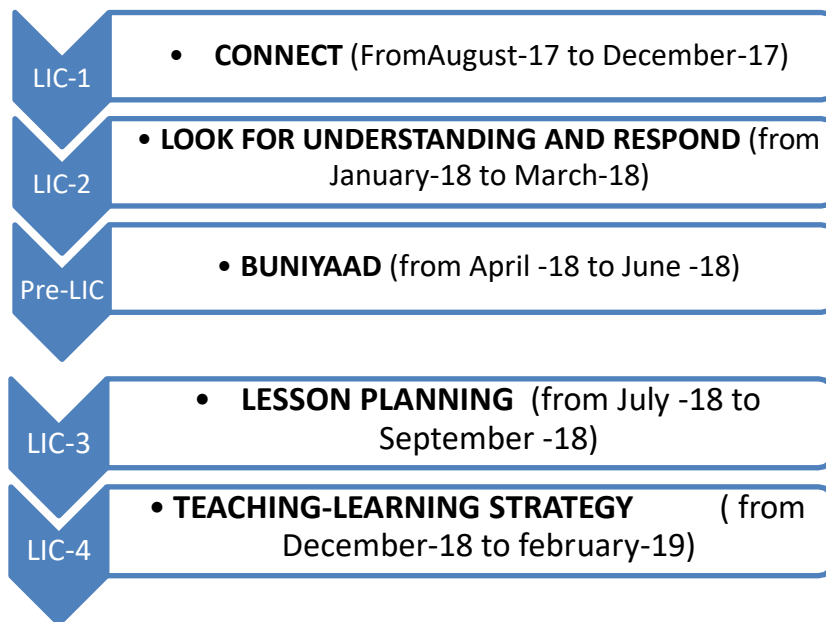 LIC-1
• CONNECT (FromAugust-17 to December-17)
LIC-2
• LOOK FOR UNDERSTANDING AND RESPOND (from
January-18 to March-18)
Pre-LIC
• BUNIYAAD (from April -18 to June -18)
LIC-3
• LESSON PLANNING (from July -18 to
September -18)
LIC-4
• TEACHING-LEARNING STRATEGY ( from
December-18 to february-19)